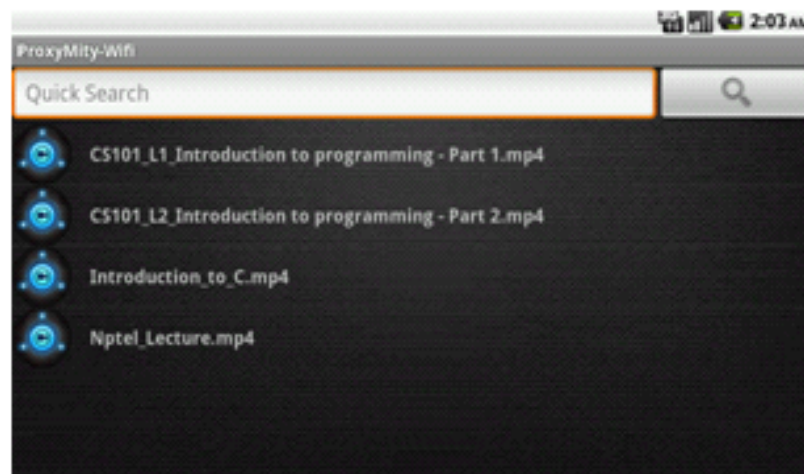 2:03 AM
ProxyMity-Wifi
Quick Search
CS101_L1_Introduction to programming - Part 1.mp4
CS101_L2_Introduction to programming - Part 2.mp4
Introduction_to_C.mp4
Nptel_Lecture.mp4